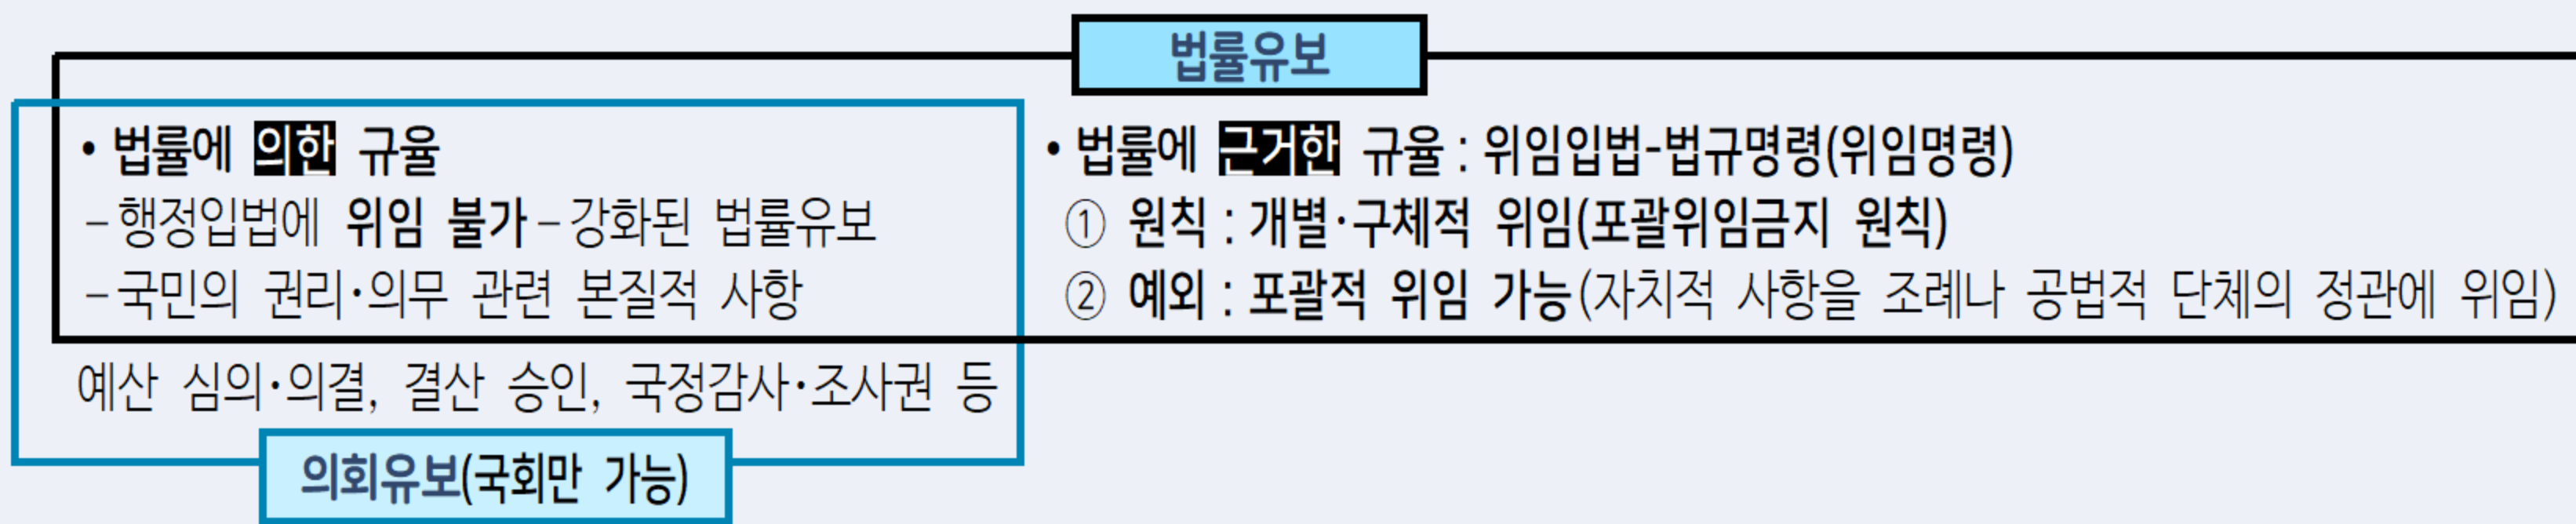 법률유보
• 법률에 의한 규율
– 행정입법에 위임 불가 – 강화된 법률유보
– 국민의 권리·의무 관련 본질적 사항
• 법률에 근거한 규율 : 위임입법-법규명령(위임명령)
① 원칙 : 개별·구체적 위임(포괄위임금지 원칙)
② 예외 : 포괄적 위임 가능(자치적 사항을 조례나 공법적 단체의 정관에 위임)
예산 심의·의결, 결산 승인, 국정감사·조사권 등
의회유보(국회만 가능)